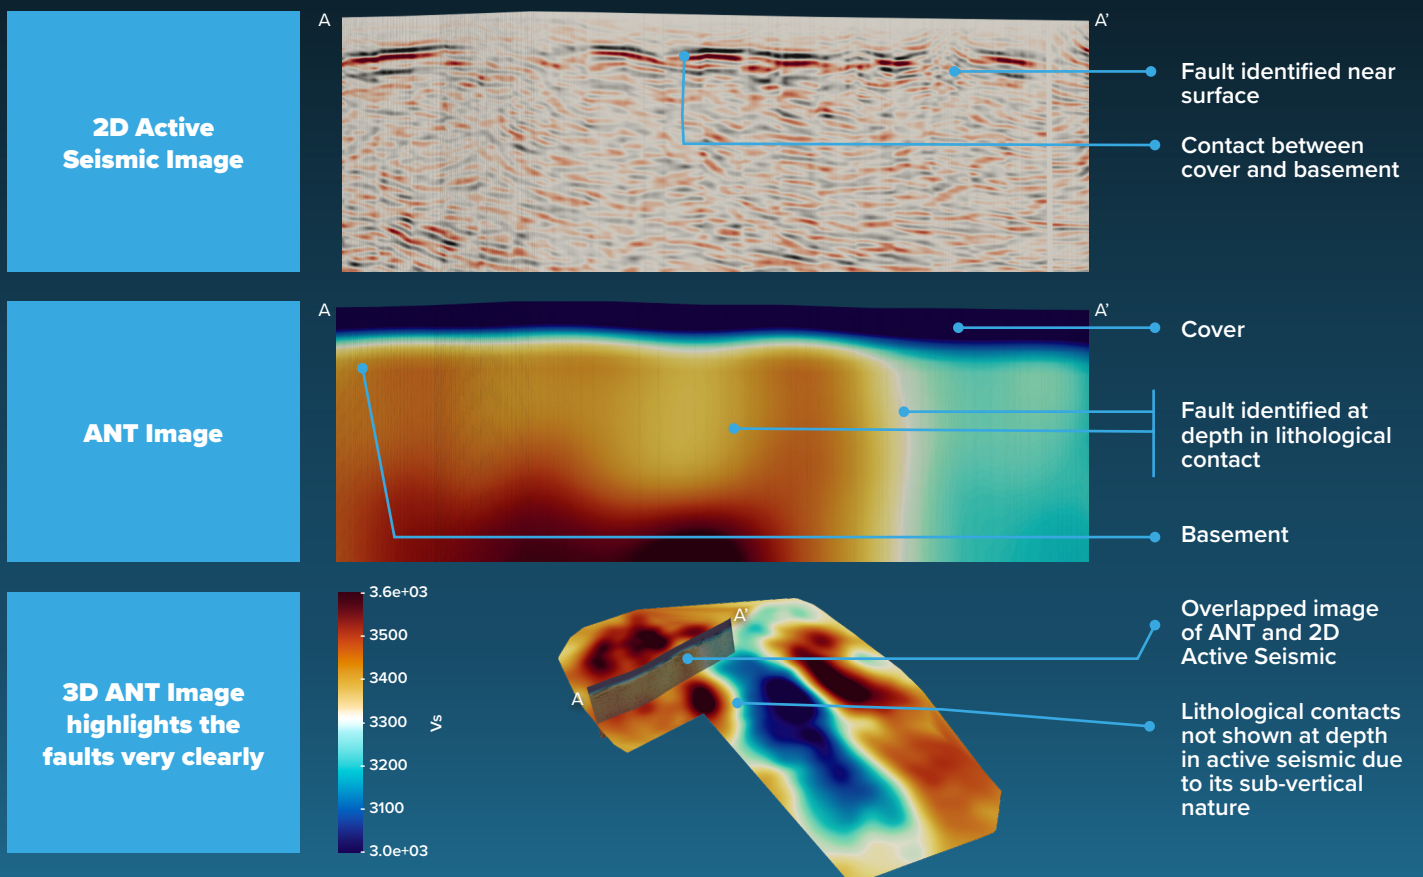 2D Active
Seismic Image
A
A'
Fault identified near
surface
Contact between
cover and basement
ANT Image
A
A'
Cover
Fault identified at
depth in lithological
contact
Basement
3D ANT Image
highlights the
faults very clearly
3.6e+03
3500
3400
3300
3200
3100
3.0e+03
Vs
A
A'
Overlapped image
of ANT and 2D
Active Seismic
Lithological contacts
not shown at depth
in active seismic due
to its sub-vertical
nature